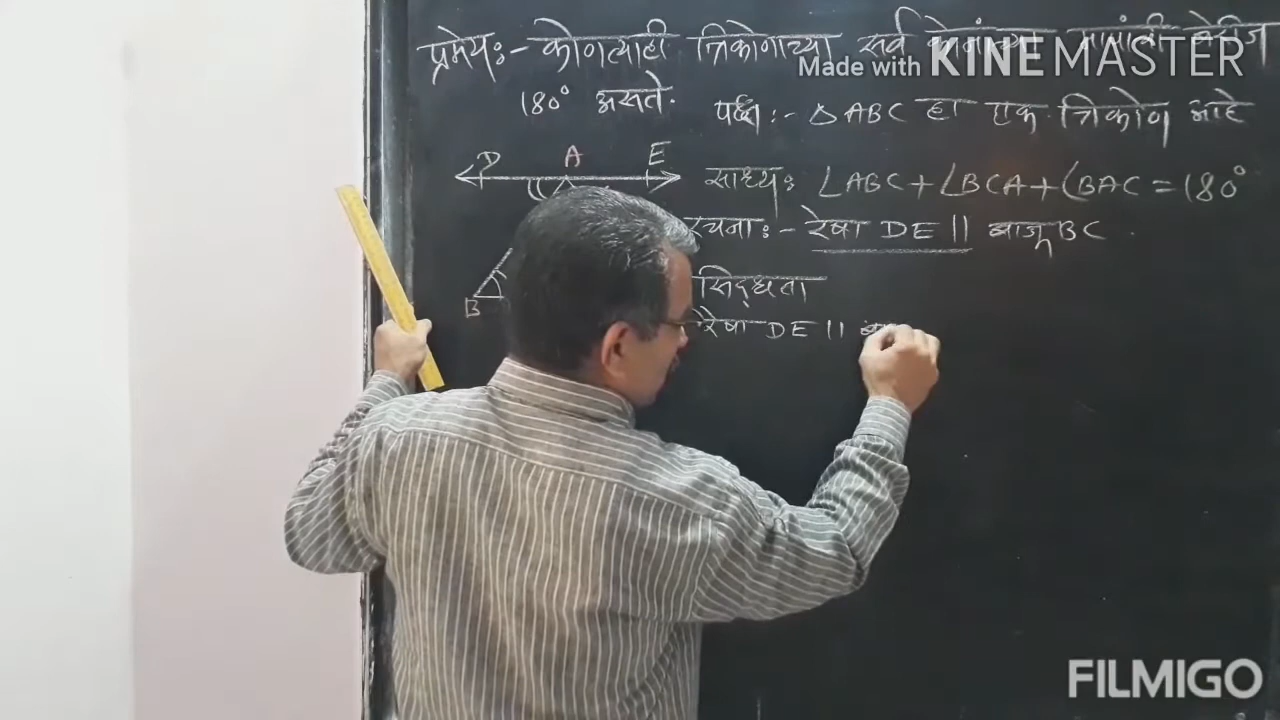 प्रमेय:- कोणत्याही त्रिकोणाच्या सर्व कोनांच्या मापांची बेरीज
Made with KINEMASTER
180° असते.
पक्ष:- △ABC हा एक त्रिकोण आहे
D A E
साध्य: ∠ABC+∠BCA+∠BAC=180°
रचना:- रेषा DE || बाजू BC.
सिद्धता
B
रेषा DE ||
FILMIGO